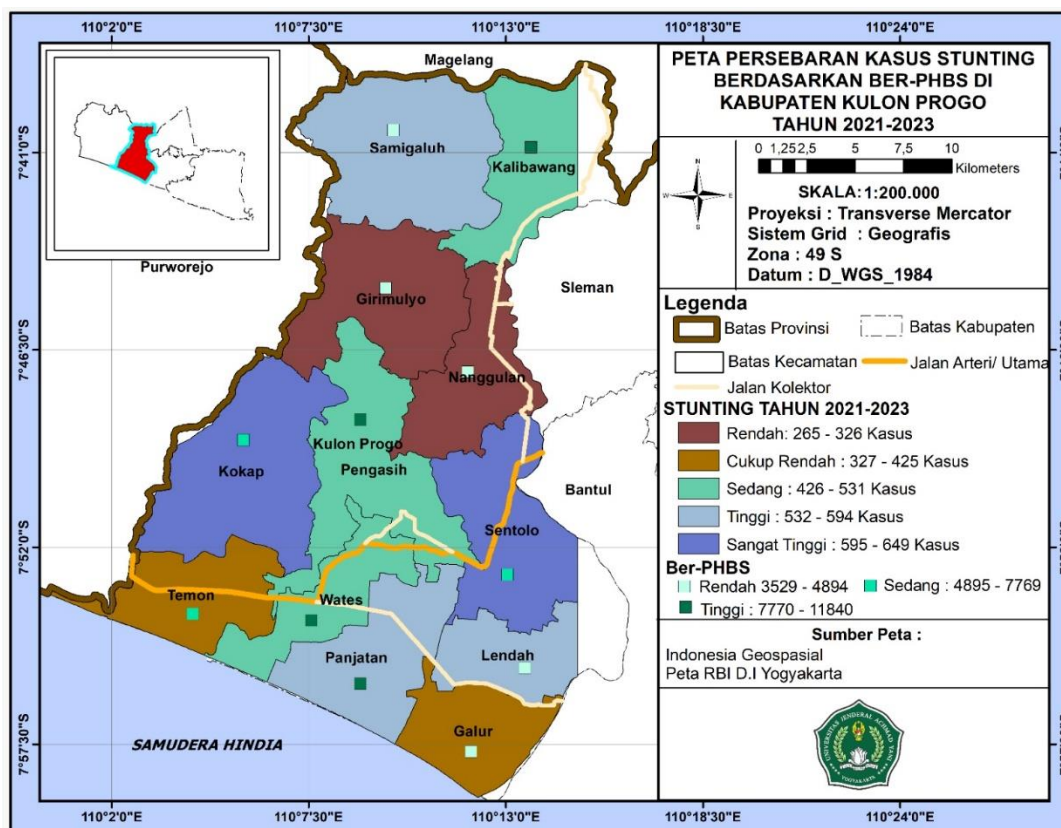 110°2'0"E 110°7'30"E 110°13'0"E 110°18'30"E 110°24'0"E
7°41'0"S
7°46'30"S
7°52'0"S
7°57'30"S
Magelang
Samigaluh
Kalibawang
Purworejo
Sleman
Girimulyo
Nanggulan
Kulon Progo
Pengasih
Kokap
Bantul
Sentolo
Temon
Wates
Panjatan
Lendah
Galur
SAMUDERA HINDIA
PETA PERSEBARAN KASUS STUNTING
BERDASARKAN BER-PHBS DI
KABUPATEN KULON PROGO
TAHUN 2021-2023
0 1,252,5 5 7,5 10
Kilometers
N
W E
S
SKALA:1:200.000
Proyeksi : Transverse Mercator
Sistem Grid : Geografis
Zona : 49 S
Datum : D_WGS_1984
Legenda
Batas Provinsi
Batas Kabupaten
Batas Kecamatan
Jalan Arteri/ Utama
Jalan Kolektor
STUNTING TAHUN 2021-2023
Rendah: 265 - 326 Kasus
Cukup Rendah : 327 - 425 Kasus
Sedang : 426 - 531 Kasus
Tinggi : 532 - 594 Kasus
Sangat Tinggi : 595 - 649 Kasus
Ber-PHBS
Rendah 3529 - 4894
Sedang : 4895 - 7769
Tinggi : 7770 - 11840
Sumber Peta :
Indonesia Geospasial
Peta RBI D.I Yogyakarta
UNIVERSITAS JENDERAL ACHMAD YANI
YOGYAKARTA
110°2'0"E 110°7'30"E 110°13'0"E 110°18'30"E 110°24'0"E